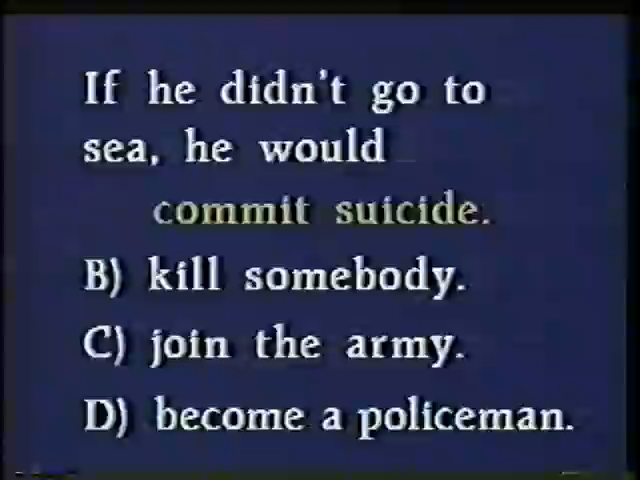 If he didn't go to
sea, he would
commit suicide.
B) kill somebody.
C) join the army.
D) become a policeman.